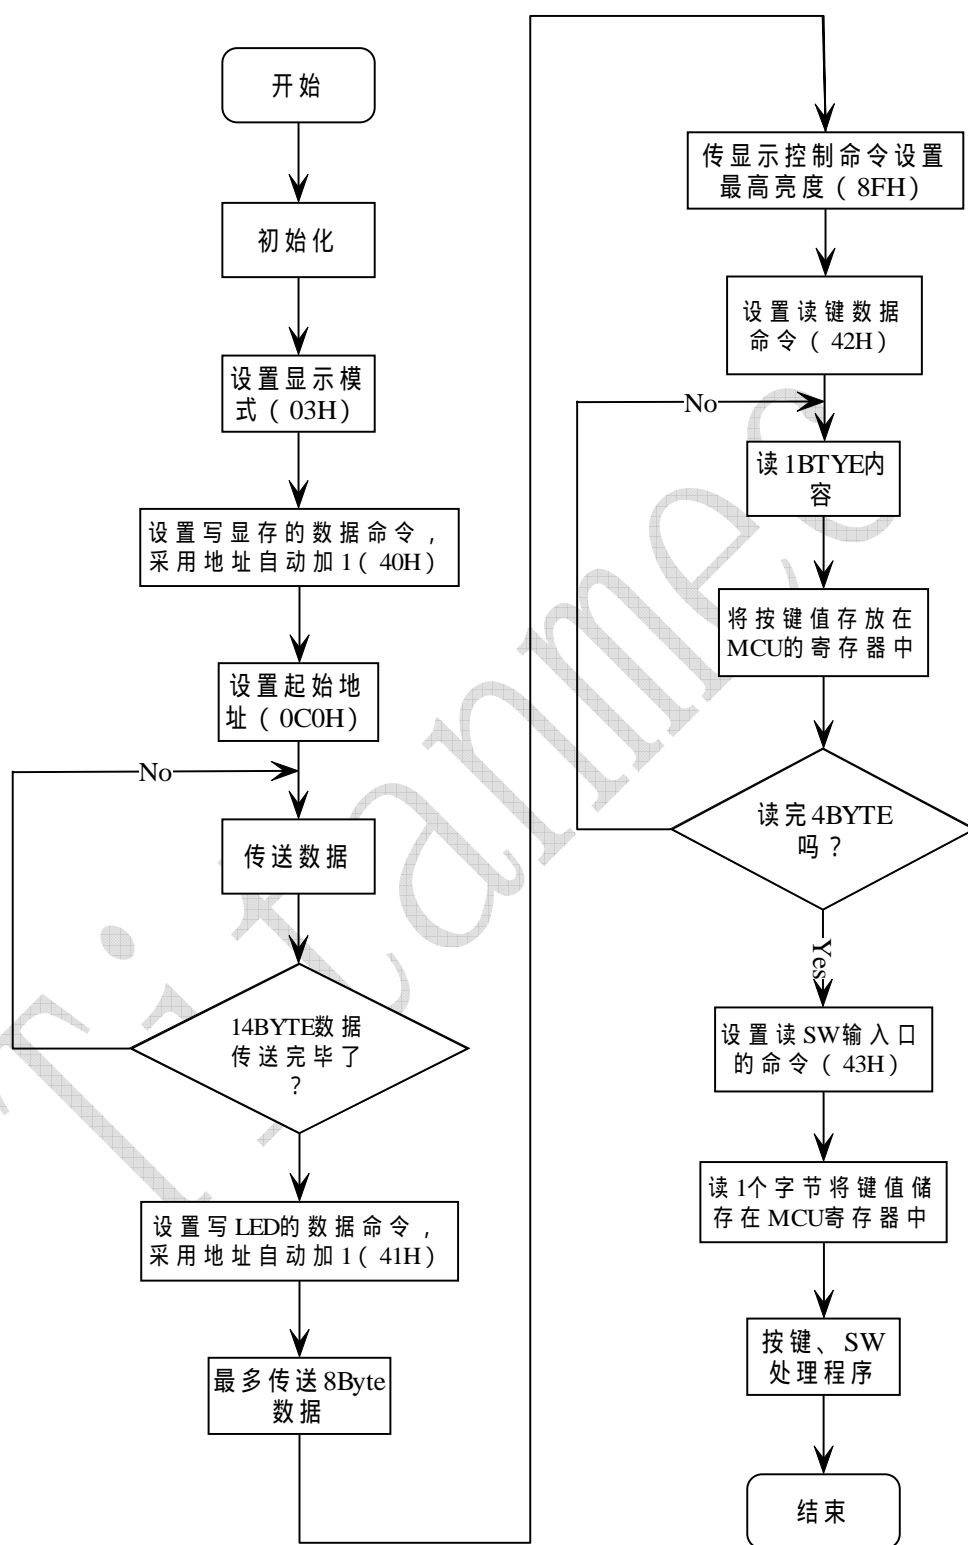 开始
初始化
设置显示模
式（03H）
设置写显存的数据命令，
采用地址自动加1（40H）
设置起始地
址（0C0H）
No
传送数据
14BYTE数据
传送完毕了
？
设置写LED的数据命令，
采用地址自动加1（41H）
最多传送8Byte
数据
传显示控制命令设置
最高亮度（8FH）
设置读键数据
命令（42H）
No
读1BTYE内
容
将按键值存放在
MCU的寄存器中
读完4BYTE
吗？
Yes
设置读SW输入口
的命令（43H）
读1个字节将键值储
存在MCU寄存器中
按键、SW
处理程序
结束
Titanmec